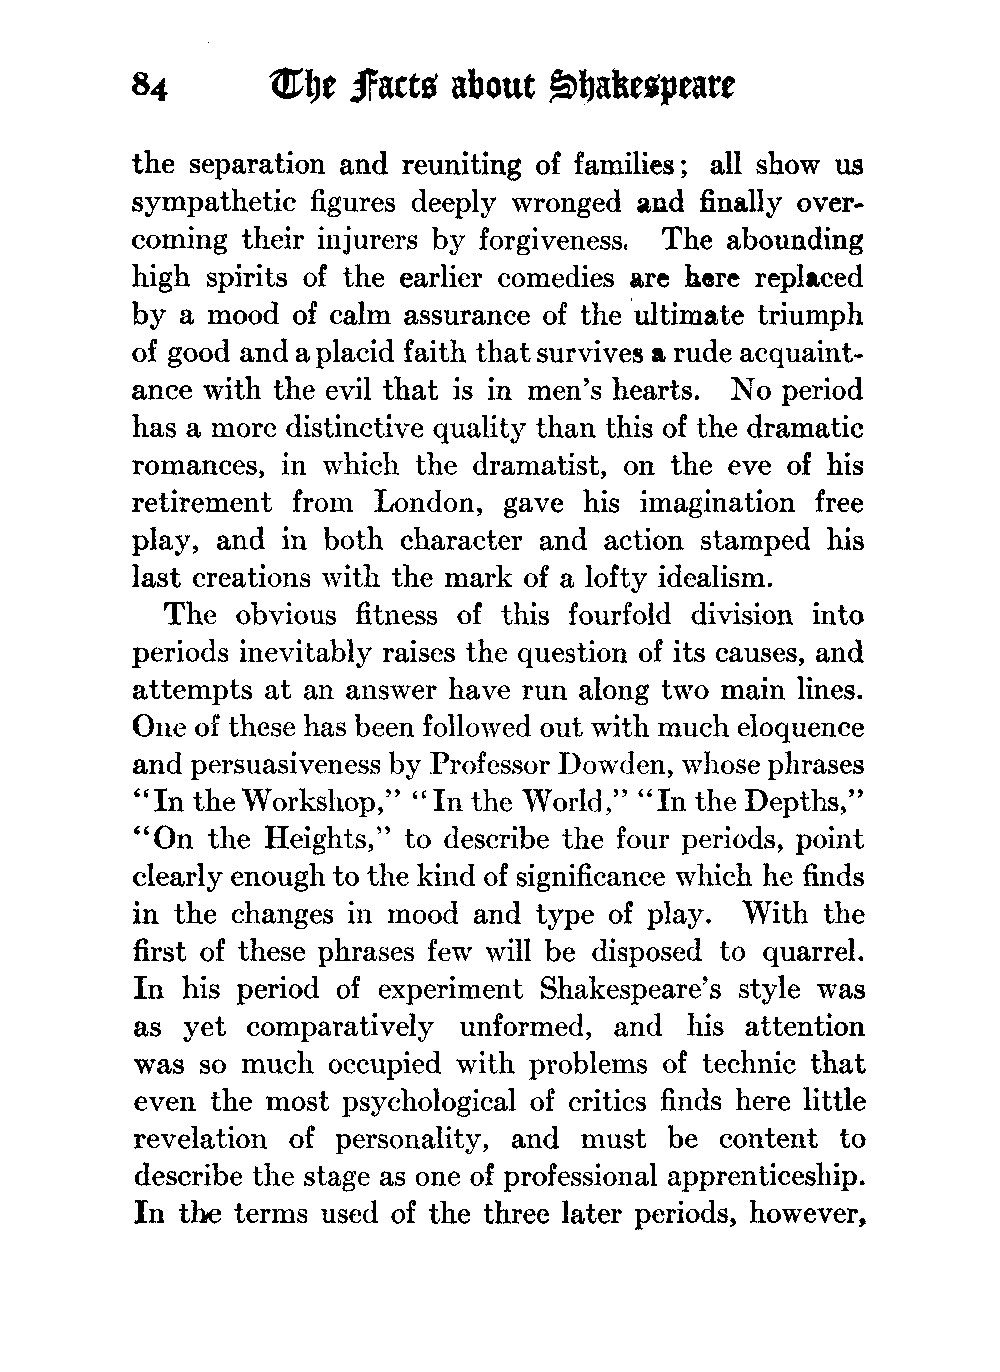 84 The Facts about Shakespeare
the separation and reuniting of families; all show us
sympathetic figures deeply wronged and finally over-
coming their injurers by forgiveness. The abounding
high spirits of the earlier comedies are here replaced
by a mood of calm assurance of the ultimate triumph
of good and a placid faith that survives a rude acquaint-
ance with the evil that is in men's hearts. No period
has a more distinctive quality than this of the dramatic
romances, in which the dramatist, on the eve of his
retirement from London, gave his imagination free
play, and in both character and action stamped his
last creations with the mark of a lofty idealism.
The obvious fitness of this fourfold division into
periods inevitably raises the question of its causes, and
attempts at an answer have run along two main lines.
One of these has been followed out with much eloquence
and persuasiveness by Professor Dowden, whose phrases
“In the Workshop,” “In the World,” “In the Depths,”
“On the Heights,” to describe the four periods, point
clearly enough to the kind of significance which he finds
in the changes in mood and type of play. With the
first of these phrases few will be disposed to quarrel.
In his period of experiment Shakespeare's style was
as yet comparatively unformed, and his attention
was so much occupied with problems of technic that
even the most psychological of critics finds here little
revelation of personality, and must be content to
describe the stage as one of professional apprenticeship.
In the terms used of the three later periods, however,